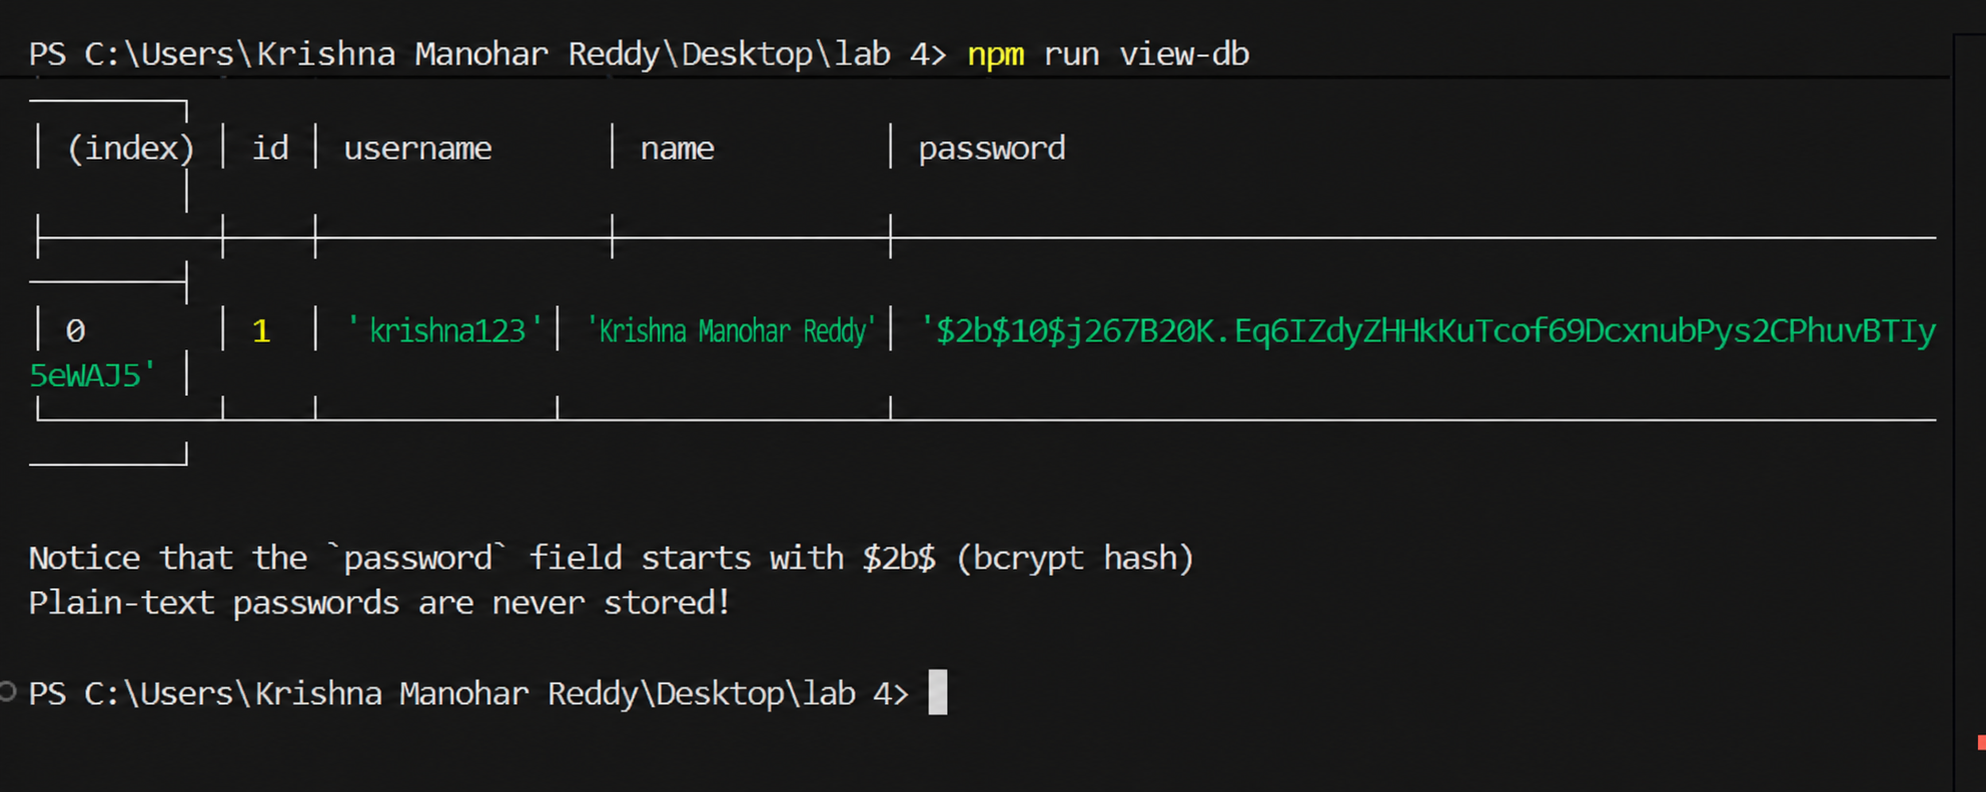 PS C:\Users\Krishna Manohar Reddy\Desktop\lab 4> npm run view-db
(index) │ id │ username │ name │ password
0 │ 1 │ 'krishna123' │ 'Krishna Manohar Reddy' │ '$2b$10$j267B20K.Eq6IZdyZHHkKuTcof69DcxnubPys2CPhuvBTIy
5eWAJ5'
Notice that the `password` field starts with $2b$ (bcrypt hash)
Plain-text passwords are never stored!
PS C:\Users\Krishna Manohar Reddy\Desktop\lab 4>